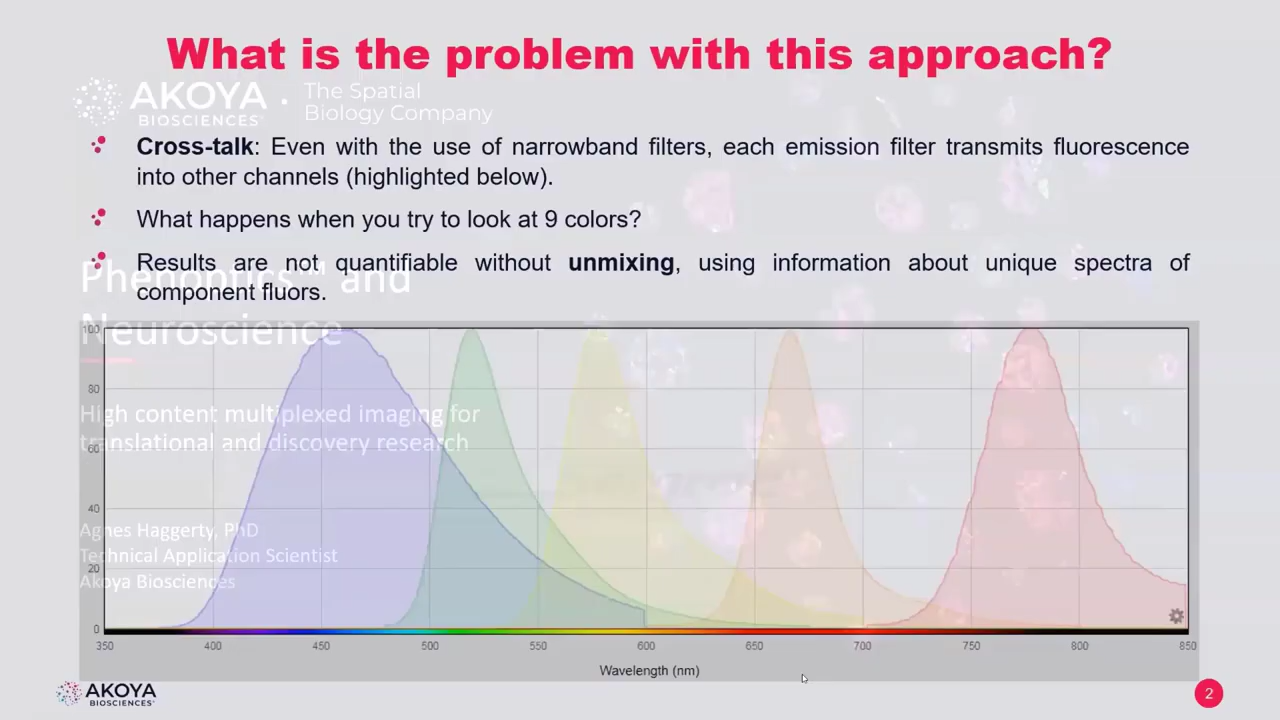 What is the problem with this approach?
AKOYA
BIOSCIENCES
The Spatial
Biology Company
Cross-talk: Even with the use of narrowband filters, each emission filter transmits fluorescence
into other channels (highlighted below).
What happens when you try to look at 9 colors?
Results are not quantifiable without unmixing, using information about unique spectra of
component fluors.
Phenoptics™ and
Neuroscience
High content multiplexed imaging for
translational and discovery research
Agnes Haggerty, PhD
Technical Application Scientist
Akoya Biosciences
100
80
60
40
20
0
350 400 450 500 550 600 650 700 750 800 850
Wavelength (nm)
AKOYA
BIOSCIENCES
2